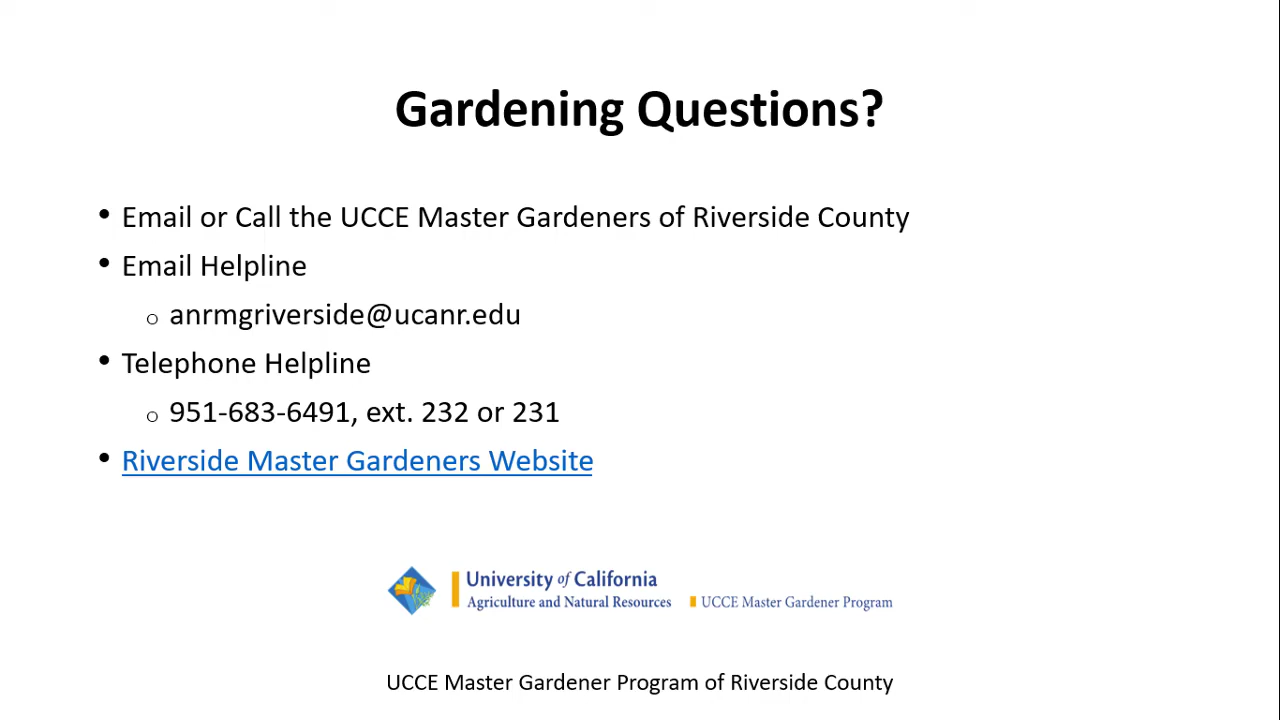 Gardening Questions?
• Email or Call the UCCE Master Gardeners of Riverside County
• Email Helpline
o anrmgriverside@ucanr.edu
• Telephone Helpline
o 951-683-6491, ext. 232 or 231
• Riverside Master Gardeners Website
University of California
Agriculture and Natural Resources
UCCE Master Gardener Program
UCCE Master Gardener Program of Riverside County